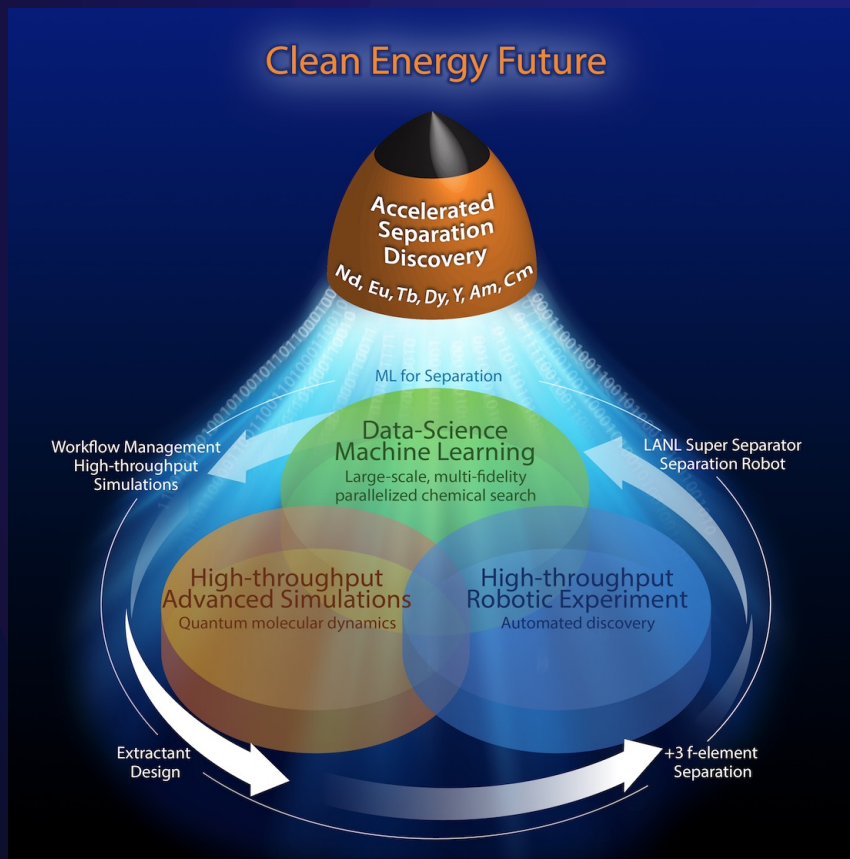 Clean Energy Future
Accelerated
Separation
Discovery
Nd, Eu, Tb, Dy, Y, Am, Cm
ML for Separation
Workflow Management
High-throughput
Simulations
LANL Super Separator
Separation Robot
Data-Science
Machine Learning
Large-scale, multi-fidelity
parallelized chemical search
High-throughput
Advanced Simulations
Quantum molecular dynamics
High-throughput
Robotic Experiment
Automated discovery
Extractant
Design
+3 f-element
Separation